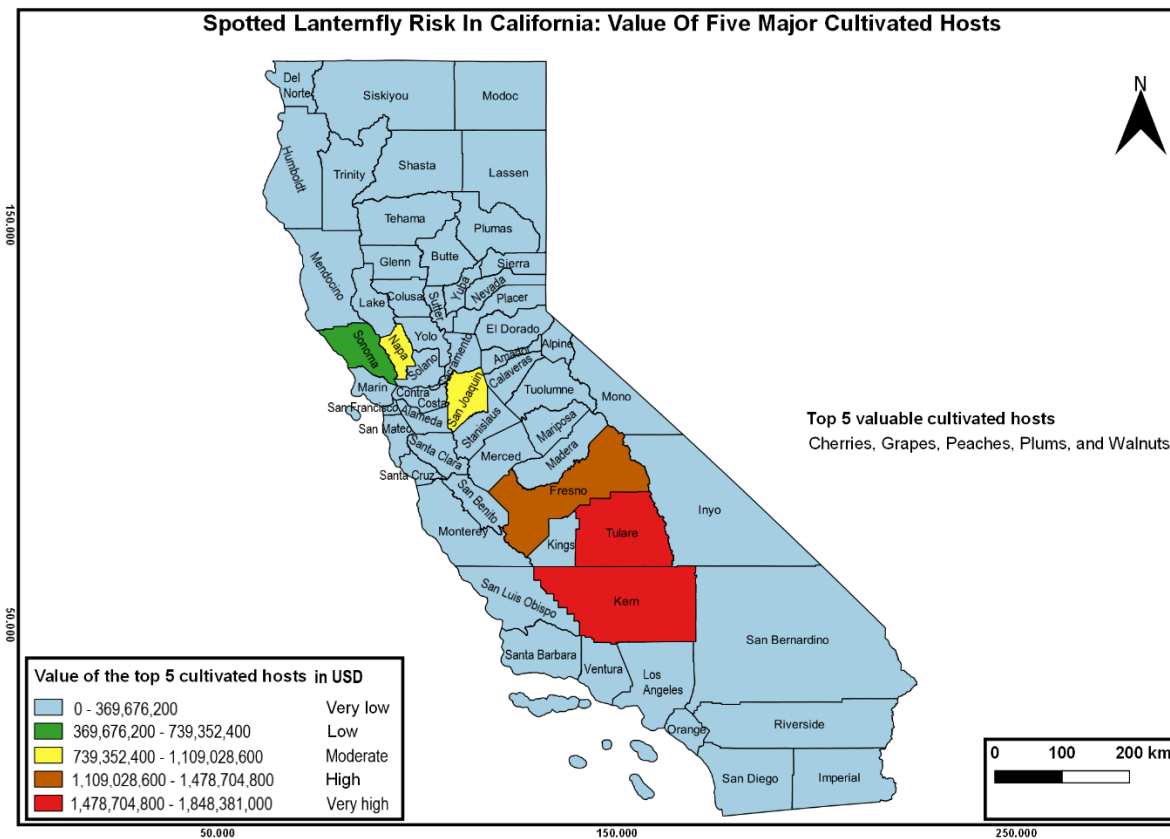 Spotted Lanternfly Risk In California: Value Of Five Major Cultivated Hosts
N
Del
Norte
Siskiyou
Modoc
Humboldt
Trinity
Shasta
Lassen
Tehama
Plumas
Mendocino
Glenn
Butte
Sierra
Lake
Colusa
Sutter
Yuba
Nevada
Placer
Sonoma
Napa
Yolo
El Dorado
Solano
Sacramento
Amador
Alpine
Calaveras
Marin
Contra
Costa
San Joaquin
Tuolumne
Mono
San Francisco
Alameda
San Mateo
Stanislaus
Mariposa
Santa Clara
Merced
Madera
Santa Cruz
San Benito
Fresno
Inyo
Monterey
Kings
Tulare
San Luis Obispo
Kern
San Bernardino
Santa Barbara
Ventura
Los
Angeles
Orange
Riverside
San Diego
Imperial
Top 5 valuable cultivated hosts
Cherries, Grapes, Peaches, Plums, and Walnuts
Value of the top 5 cultivated hosts in USD
0 - 369,676,200 Very low
369,676,200 - 739,352,400 Low
739,352,400 - 1,109,028,600 Moderate
1,109,028,600 - 1,478,704,800 High
1,478,704,800 - 1,848,381,000 Very high
0 100 200 km
150.000
50.000
50.000 150.000 250.000